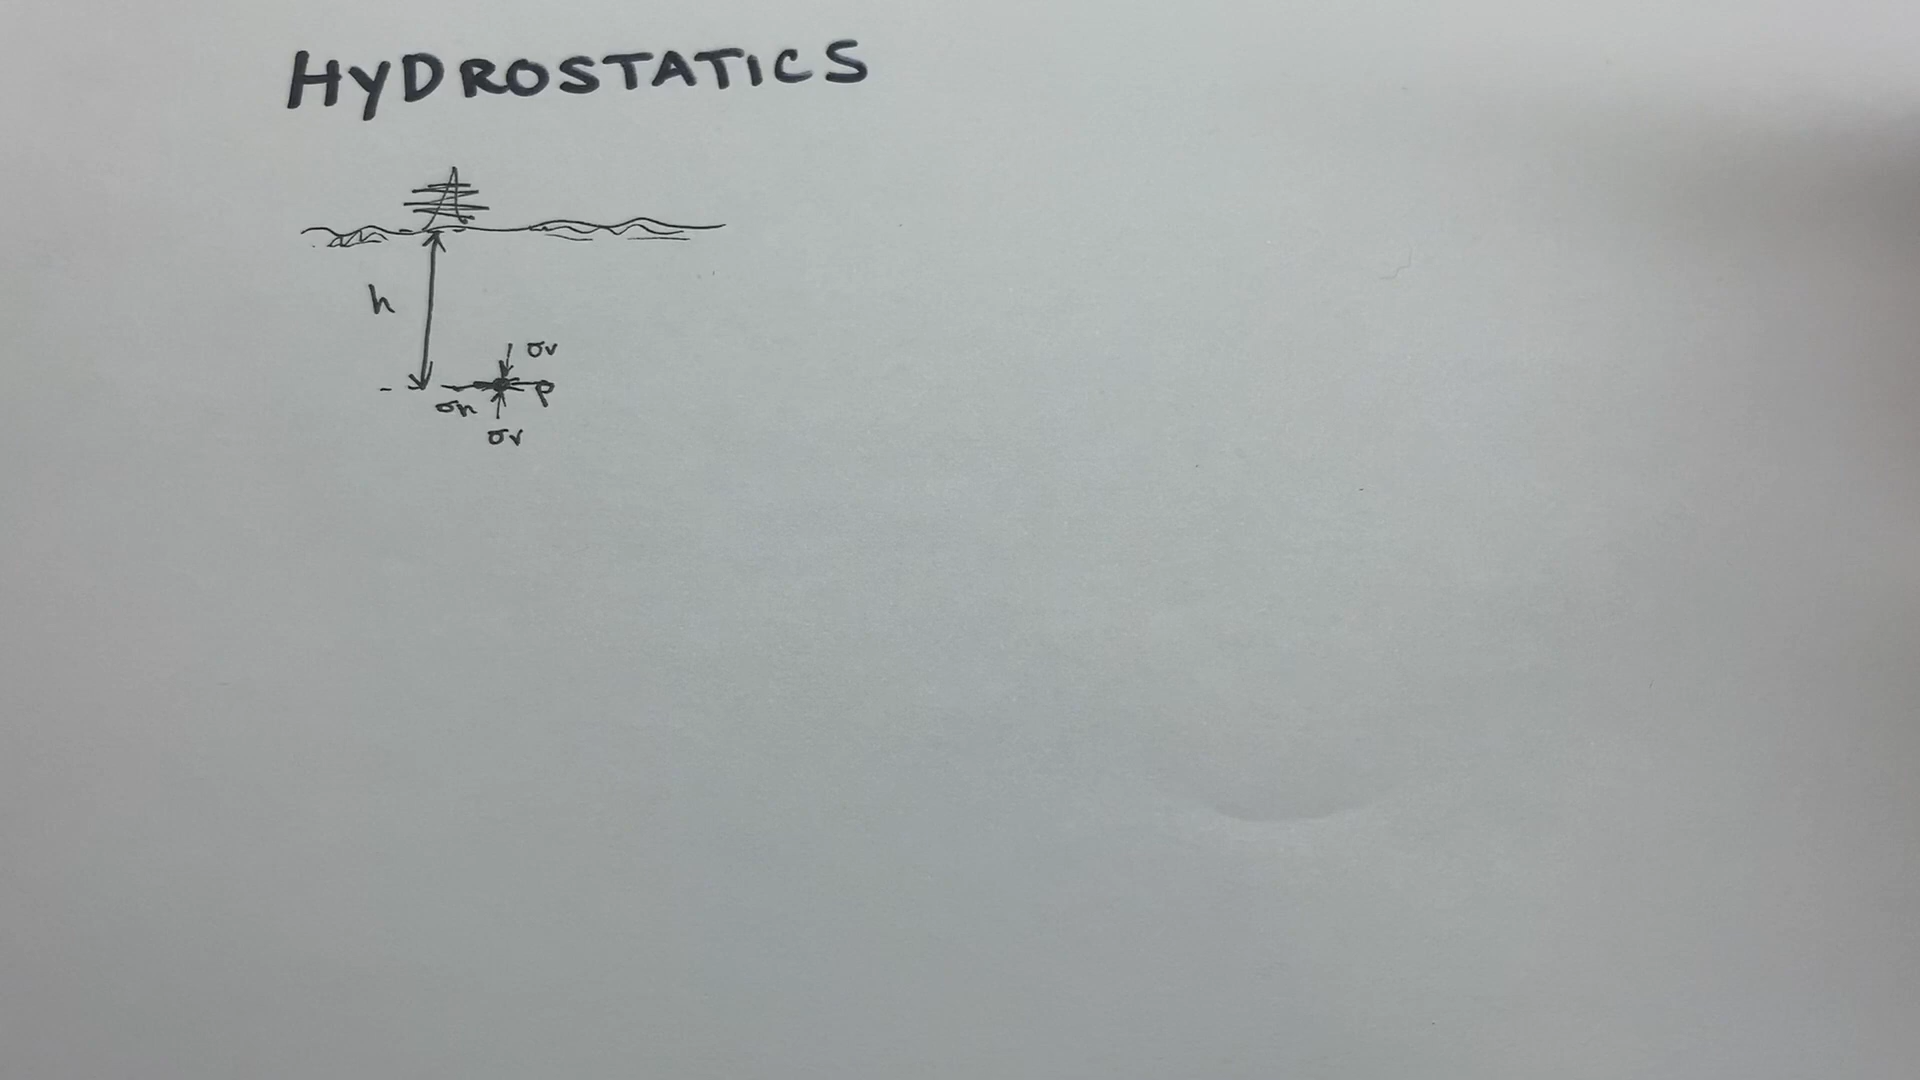 HYDROSTATICS
h
σv
p
σh
σv